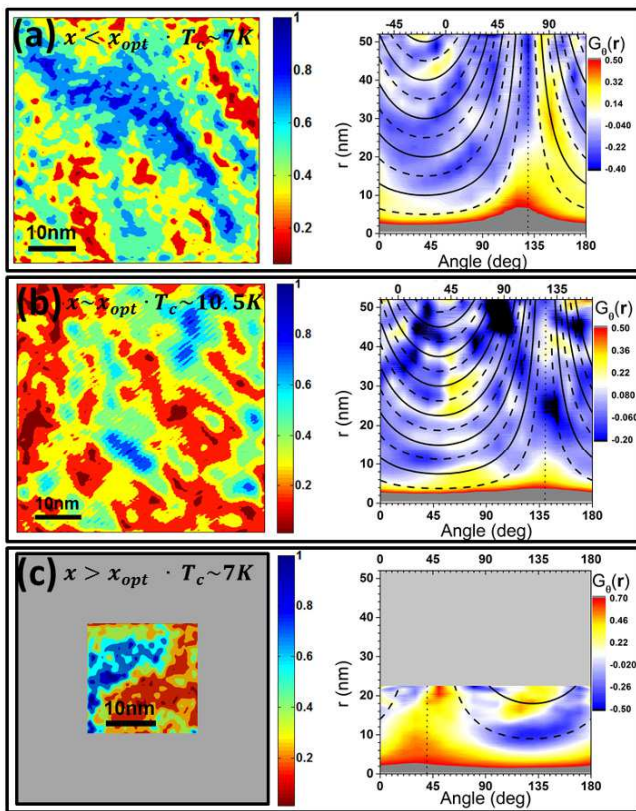 (a) x < x_opt · T_c~7K
1
0.8
0.6
0.4
0.2
10nm
-45 0 45 90
50
40
30
20
10
0
r (nm)
0 45 90 135 180
Angle (deg)
G_θ(r)
0.50
0.32
0.14
-0.040
-0.22
-0.40
(b) x~x_opt · T_c~10.5K
1
0.8
0.6
0.4
0.2
10nm
0 45 90 135
50
40
30
20
10
0
r (nm)
0 45 90 135 180
Angle (deg)
G_θ(r)
0.50
0.36
0.22
0.080
-0.060
-0.20
(c) x > x_opt · T_c~7K
1
0.8
0.6
0.4
0.2
10nm
0 45 90 135 180
50
40
30
20
10
0
r (nm)
0 45 90 135 180
Angle (deg)
G_θ(r)
0.70
0.46
0.22
-0.020
-0.26
-0.50